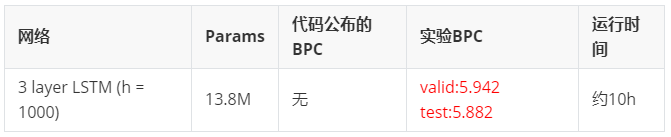 网络 Params 代码公布的 实验BPC 运行时
BPC 间
3 layer LSTM (h = 13.8M 无 valid:5.942 约10h
1000) test:5.882